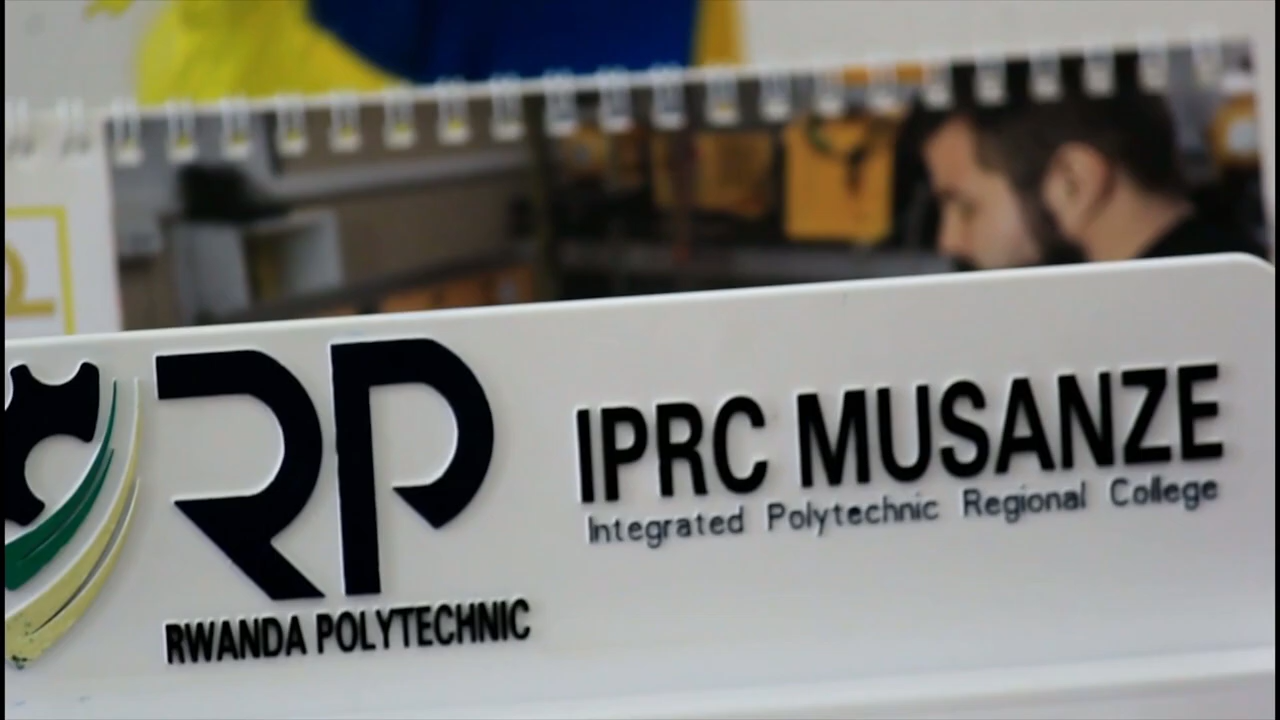 RP
RWANDA POLYTECHNIC
IPRC MUSANZE
Integrated Polytechnic Regional College